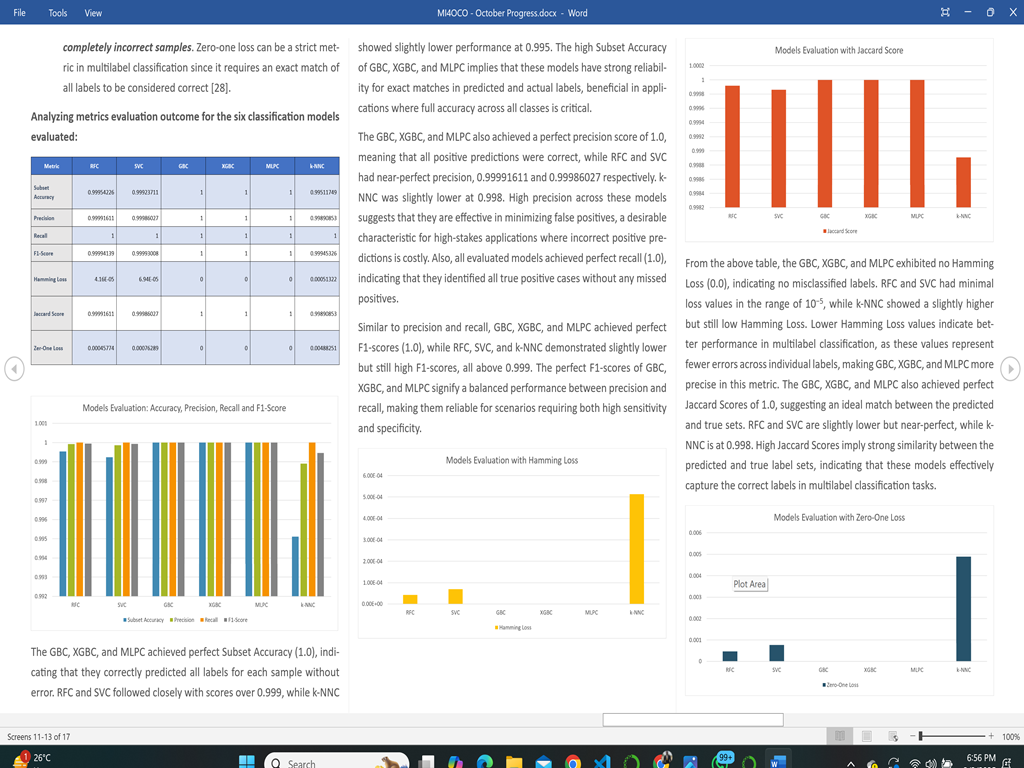 File Tools View
MI4OCO - October Progress.docx - Word
completely incorrect samples. Zero-one loss can be a strict met-
ric in multilabel classification since it requires an exact match of
all labels to be considered correct [28].
Analyzing metrics evaluation outcome for the six classification models
evaluated:
Metric RFC SVC GBC XGBC MLPC k-NNC
Subset
Accuracy 0.99954226 0.99923711 1 1 1 0.99511749
Precision 0.99991611 0.99986027 1 1 1 0.99890853
Recall 1 1 1 1 1 1
F1-Score 0.99994139 0.99993008 1 1 1 0.99945326
Hamming Loss 4.16E-05 6.94E-05 0 0 0 0.00051322
Jaccard Score 0.99991611 0.99986027 1 1 1 0.99890853
Zer-One Loss 0.00045774 0.00076289 0 0 0 0.00488251
Models Evaluation: Accuracy, Precision, Recall and F1-Score
1.001
1
0.999
0.998
0.997
0.996
0.995
0.994
0.993
0.992
RFC SVC GBC XGBC MLPC k-NNC
Subset Accuracy Precision Recall F1-Score
The GBC, XGBC, and MLPC achieved perfect Subset Accuracy (1.0), indi-
cating that they correctly predicted all labels for each sample without
error. RFC and SVC followed closely with scores over 0.999, while k-NNC
showed slightly lower performance at 0.995. The high Subset Accuracy
of GBC, XGBC, and MLPC implies that these models have strong reliabil-
ity for exact matches in predicted and actual labels, beneficial in appli-
cations where full accuracy across all classes is critical.
The GBC, XGBC, and MLPC also achieved a perfect precision score of 1.0,
meaning that all positive predictions were correct, while RFC and SVC
had near-perfect precision, 0.99991611 and 0.99986027 respectively. k-
NNC was slightly lower at 0.998. High precision across these models
suggests that they are effective in minimizing false positives, a desirable
characteristic for high-stakes applications where incorrect positive pre-
dictions is costly. Also, all evaluated models achieved perfect recall (1.0),
indicating that they identified all true positive cases without any missed
positives.
Similar to precision and recall, GBC, XGBC, and MLPC achieved perfect
F1-scores (1.0), while RFC, SVC, and k-NNC demonstrated slightly lower
but still high F1-scores, all above 0.999. The perfect F1-scores of GBC,
XGBC, and MLPC signify a balanced performance between precision and
recall, making them reliable for scenarios requiring both high sensitivity
and specificity.
Models Evaluation with Hamming Loss
6.00E-04
5.00E-04
4.00E-04
3.00E-04
2.00E-04
1.00E-04
0.00E+00
RFC SVC GBC XGBC MLPC k-NNC
Hamming Loss
Models Evaluation with Jaccard Score
1.0002
1
0.9998
0.9996
0.9994
0.9992
0.999
0.9988
0.9986
0.9984
0.9982
RFC SVC GBC XGBC MLPC k-NNC
Jaccard Score
From the above table, the GBC, XGBC, and MLPC exhibited no Hamming
Loss (0.0), indicating no misclassified labels. RFC and SVC had minimal
loss values in the range of 10⁻⁵, while k-NNC showed a slightly higher
but still low Hamming Loss. Lower Hamming Loss values indicate bet-
ter performance in multilabel classification, as these values represent
fewer errors across individual labels, making GBC, XGBC, and MLPC more
precise in this metric. The GBC, XGBC, and MLPC also achieved perfect
Jaccard Scores of 1.0, suggesting an ideal match between the predicted
and true sets. RFC and SVC are slightly lower but near-perfect, while k-
NNC is at 0.998. High Jaccard Scores imply strong similarity between the
predicted and true label sets, indicating that these models effectively
capture the correct labels in multilabel classification tasks.
Models Evaluation with Zero-One Loss
0.006
0.005
0.004
0.003
0.002
0.001
0
Plot Area
RFC SVC GBC XGBC MLPC k-NNC
Zero-One Loss
Screens 11-13 of 17
100%
1
26°C
Search
99+
6:56 PM